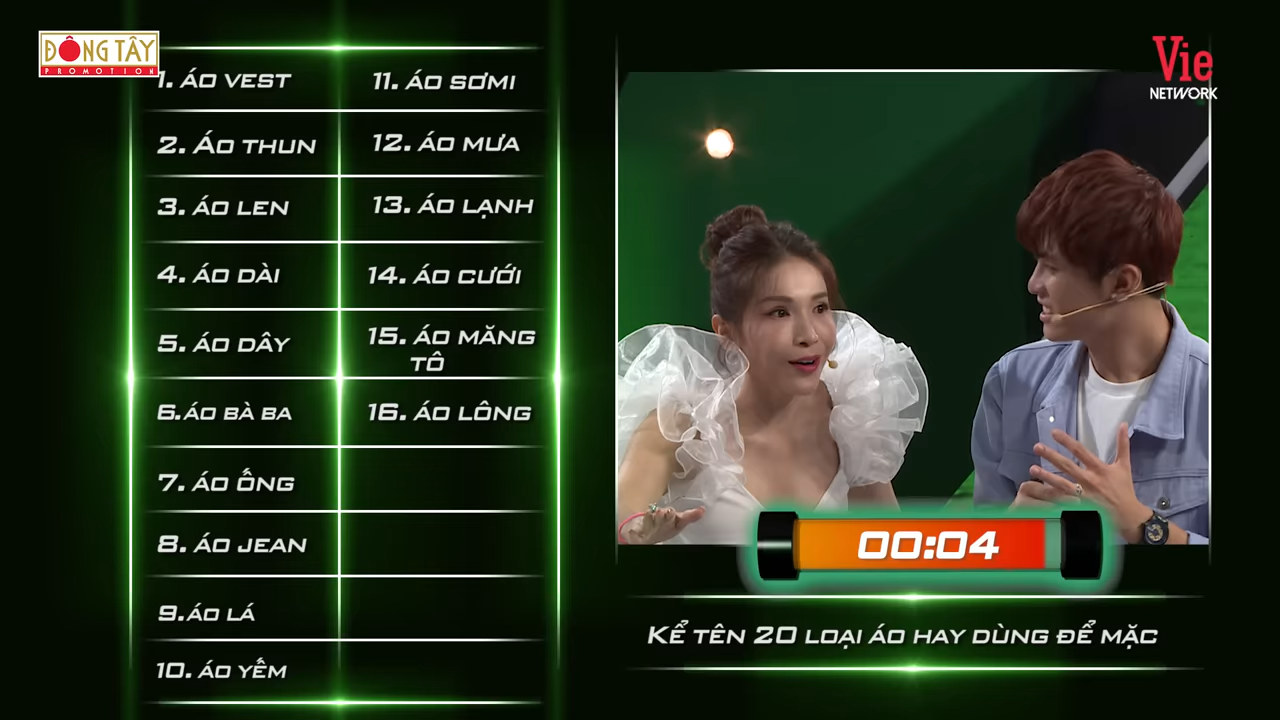 ĐÔNG TÂY
PROMOTION
Vie
NETWORK
1. ÁO VEST
2. ÁO THUN
3. ÁO LEN
4. ÁO DÀI
5. ÁO DÂY
6.ÁO BÀ BA
7. ÁO ỐNG
8. ÁO JEAN
9.ÁO LÁ
10. ÁO YẾM
11. ÁO SƠMI
12. ÁO MƯA
13. ÁO LẠNH
14. ÁO CƯỚI
15. ÁO MĂNG
TÔ
16. ÁO LÔNG
00:04
KỂ TÊN 20 LOẠI ÁO HAY DÙNG ĐỂ MẶC